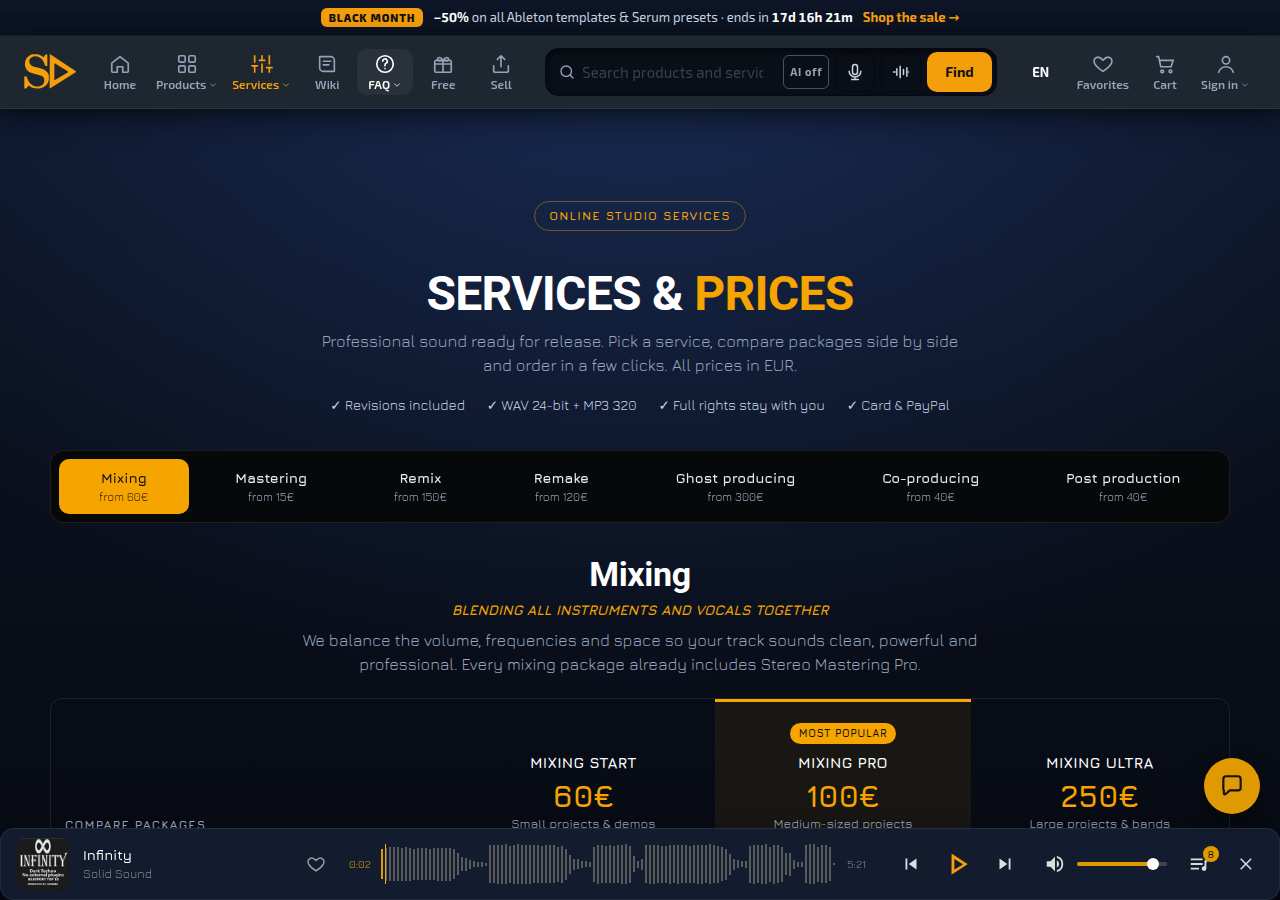 BLACK MONTH −50% on all Ableton templates & Serum presets · ends in 17d 16h 21m Shop the sale →
Home Products Services Wiki FAQ Free Sell Search products and servic AI off Find EN Favorites Cart Sign in
ONLINE STUDIO SERVICES
SERVICES & PRICES
Professional sound ready for release. Pick a service, compare packages side by side
and order in a few clicks. All prices in EUR.
✓ Revisions included ✓ WAV 24-bit + MP3 320 ✓ Full rights stay with you ✓ Card & PayPal
Mixing Mastering Remix Remake Ghost producing Co-producing Post production
from 60€ from 15€ from 150€ from 120€ from 300€ from 40€ from 40€
Mixing
BLENDING ALL INSTRUMENTS AND VOCALS TOGETHER
We balance the volume, frequencies and space so your track sounds clean, powerful and
professional. Every mixing package already includes Stereo Mastering Pro.
MOST POPULAR
MIXING START MIXING PRO MIXING ULTRA
60€ 100€ 250€
COMPARE PACKAGES Small projects & demos Medium-sized projects Large projects & bands
INFINITY
Infinity
Solid Sound
0:02 5:21 8